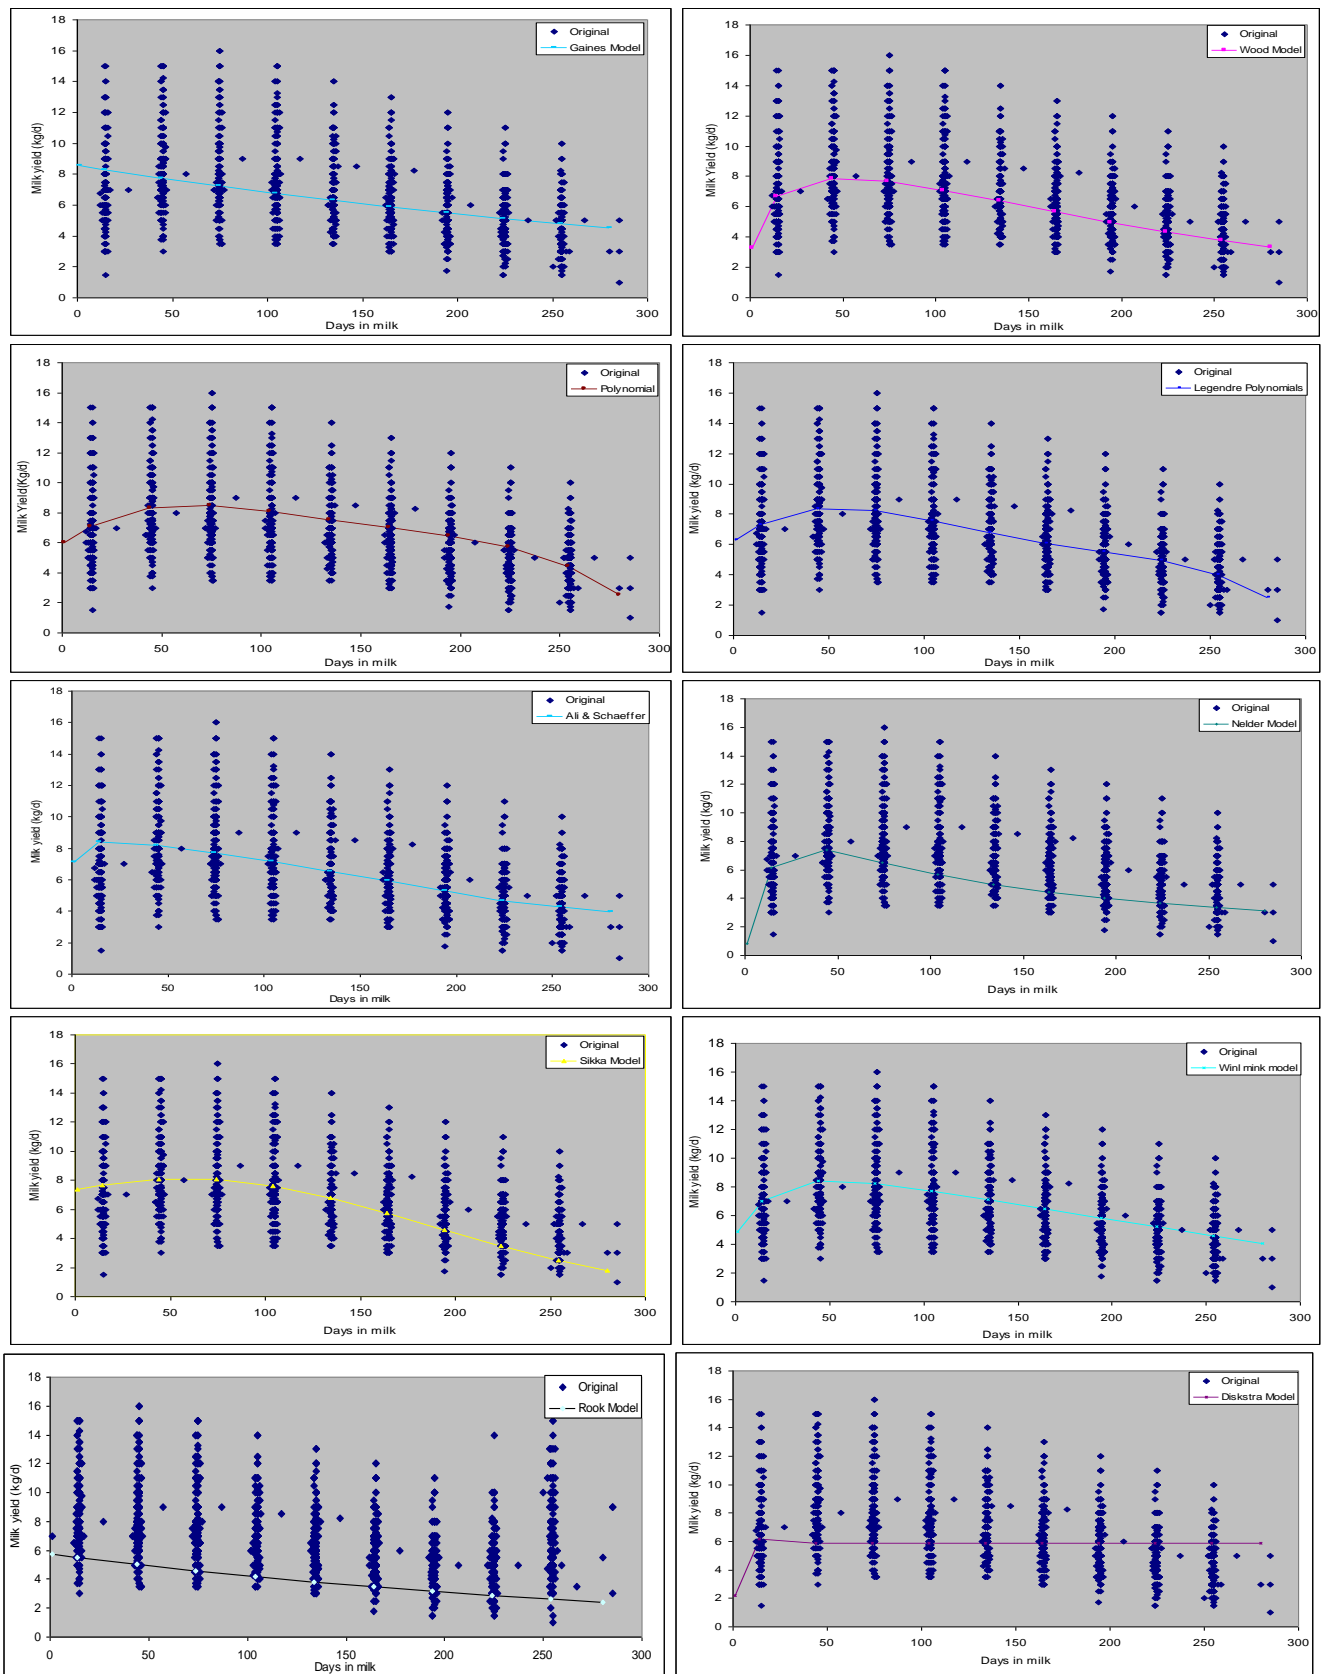 18
16
14
12
10
8
6
4
2
0
Milk yield (kg/d)
Original
Gaines Model
0 50 100 150 200 250 300
Days in milk
18
16
14
12
10
8
6
4
2
0
Milk Yield (kg/d)
Original
Wood Model
0 50 100 150 200 250 300
Days in milk
18
16
14
12
10
8
6
4
2
0
Milk Yield(Kg/d)
Original
Polynomial
0 50 100 150 200 250 300
Days in milk
18
16
14
12
10
8
6
4
2
0
Milk yield (kg/d)
Original
Legendre Polynomials
0 50 100 150 200 250 300
Days in milk
18
16
14
12
10
8
6
4
2
0
Milk yield (kg/d)
Original
Ali & Schaeffer
0 50 100 150 200 250 300
Days in milk
18
16
14
12
10
8
6
4
2
0
Milk yield (kg/d)
Original
Nelder Model
0 50 100 150 200 250 300
Days in milk
18
16
14
12
10
8
6
4
2
0
Milk yield (kg/d)
Original
Sikka Model
0 50 100 150 200 250 300
Days in milk
18
16
14
12
10
8
6
4
2
0
Milk yield (kg/d)
Original
Winl mink model
0 50 100 150 200 250 300
Days in milk
18
16
14
12
10
8
6
4
2
0
Milk yield (kg/d)
Original
Rook Model
0 50 100 150 200 250 300
Days in milk
18
16
14
12
10
8
6
4
2
0
Milk yield (kg/d)
Original
Diskstra Model
0 50 100 150 200 250 300
Days in milk